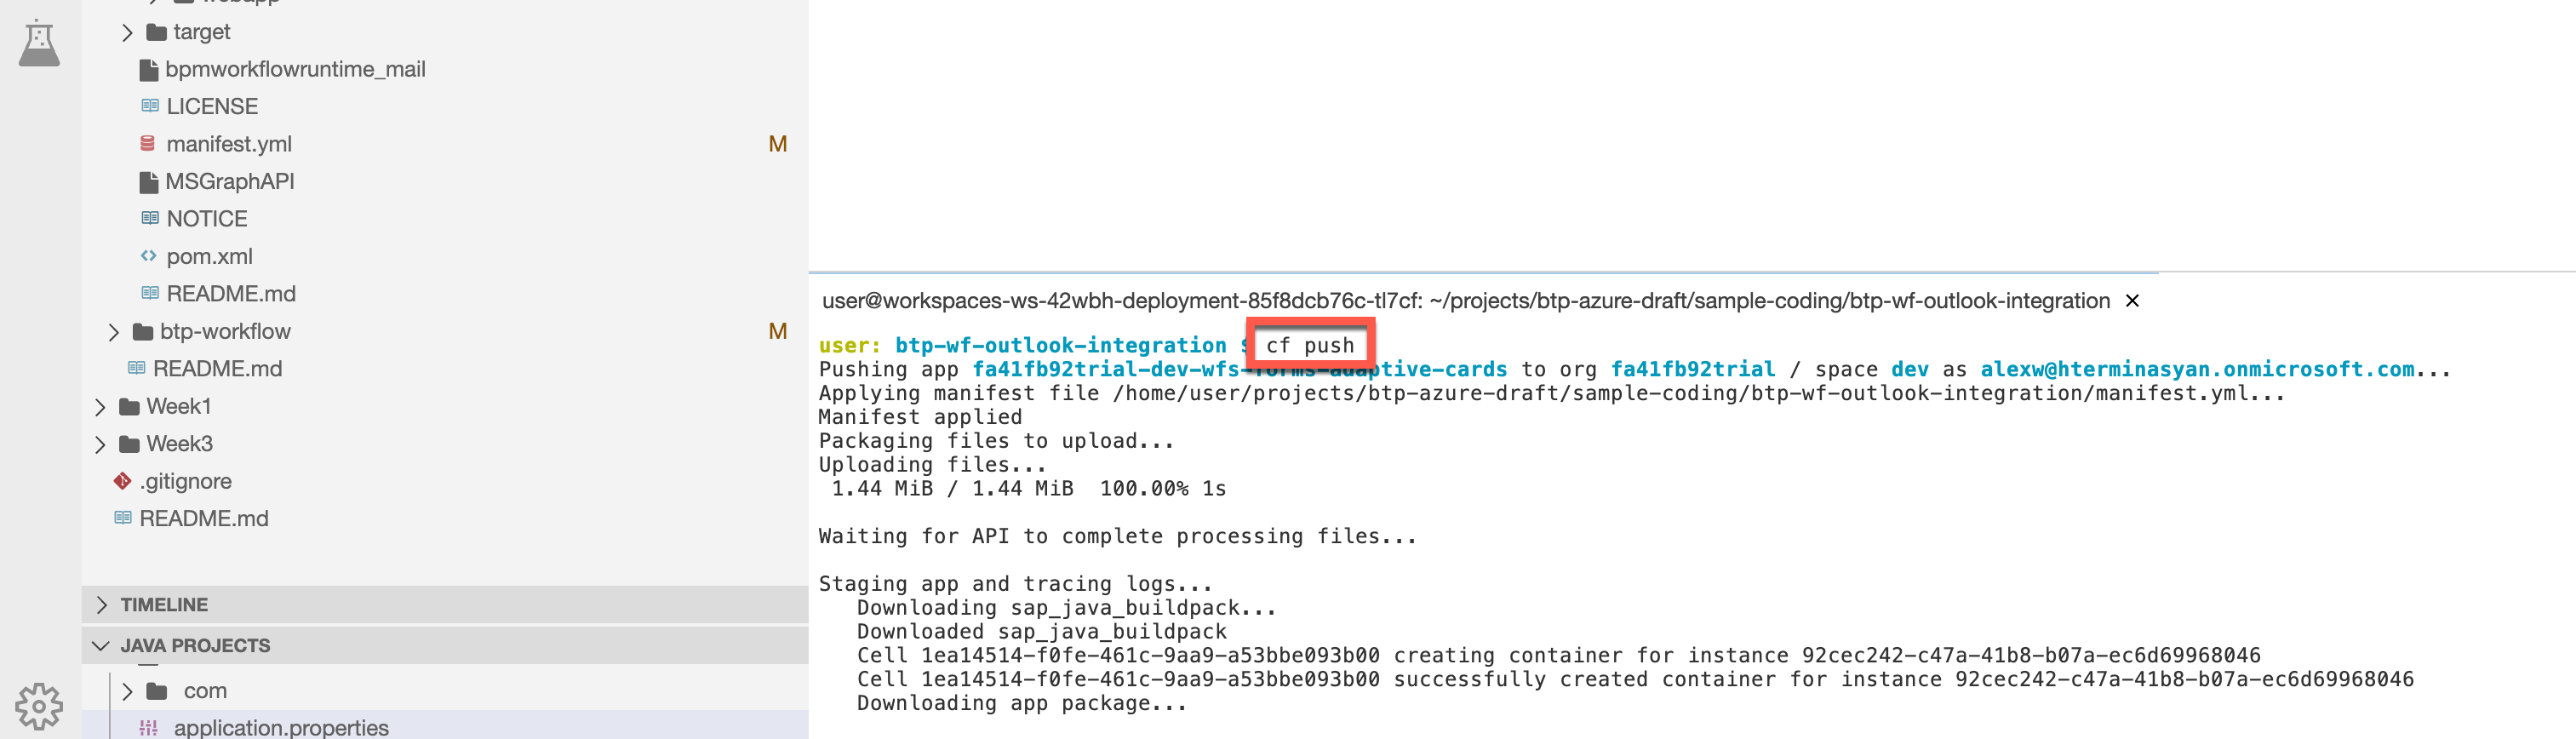 target
bpmworkflowruntime_mail
LICENSE
manifest.yml M
MSGraphAPI
NOTICE
pom.xml
README.md
btp-workflow M
README.md
Week1
Week3
.gitignore
README.md
TIMELINE
JAVA PROJECTS
com
application.properties
user@workspaces-ws-42wbh-deployment-85f8dcb76c-tl7cf: ~/projects/btp-azure-draft/sample-coding/btp-wf-outlook-integration ×
user: btp-wf-outlook-integration $ cf push
Pushing app fa41fb92trial-dev-wfs-forms-adaptive-cards to org fa41fb92trial / space dev as alexw@hterminasyan.onmicrosoft.com...
Applying manifest file /home/user/projects/btp-azure-draft/sample-coding/btp-wf-outlook-integration/manifest.yml...
Manifest applied
Packaging files to upload...
Uploading files...
1.44 MiB / 1.44 MiB 100.00% 1s
Waiting for API to complete processing files...
Staging app and tracing logs...
Downloading sap_java_buildpack...
Downloaded sap_java_buildpack
Cell 1ea14514-f0fe-461c-9aa9-a53bbe093b00 creating container for instance 92cec242-c47a-41b8-b07a-ec6d69968046
Cell 1ea14514-f0fe-461c-9aa9-a53bbe093b00 successfully created container for instance 92cec242-c47a-41b8-b07a-ec6d69968046
Downloading app package...